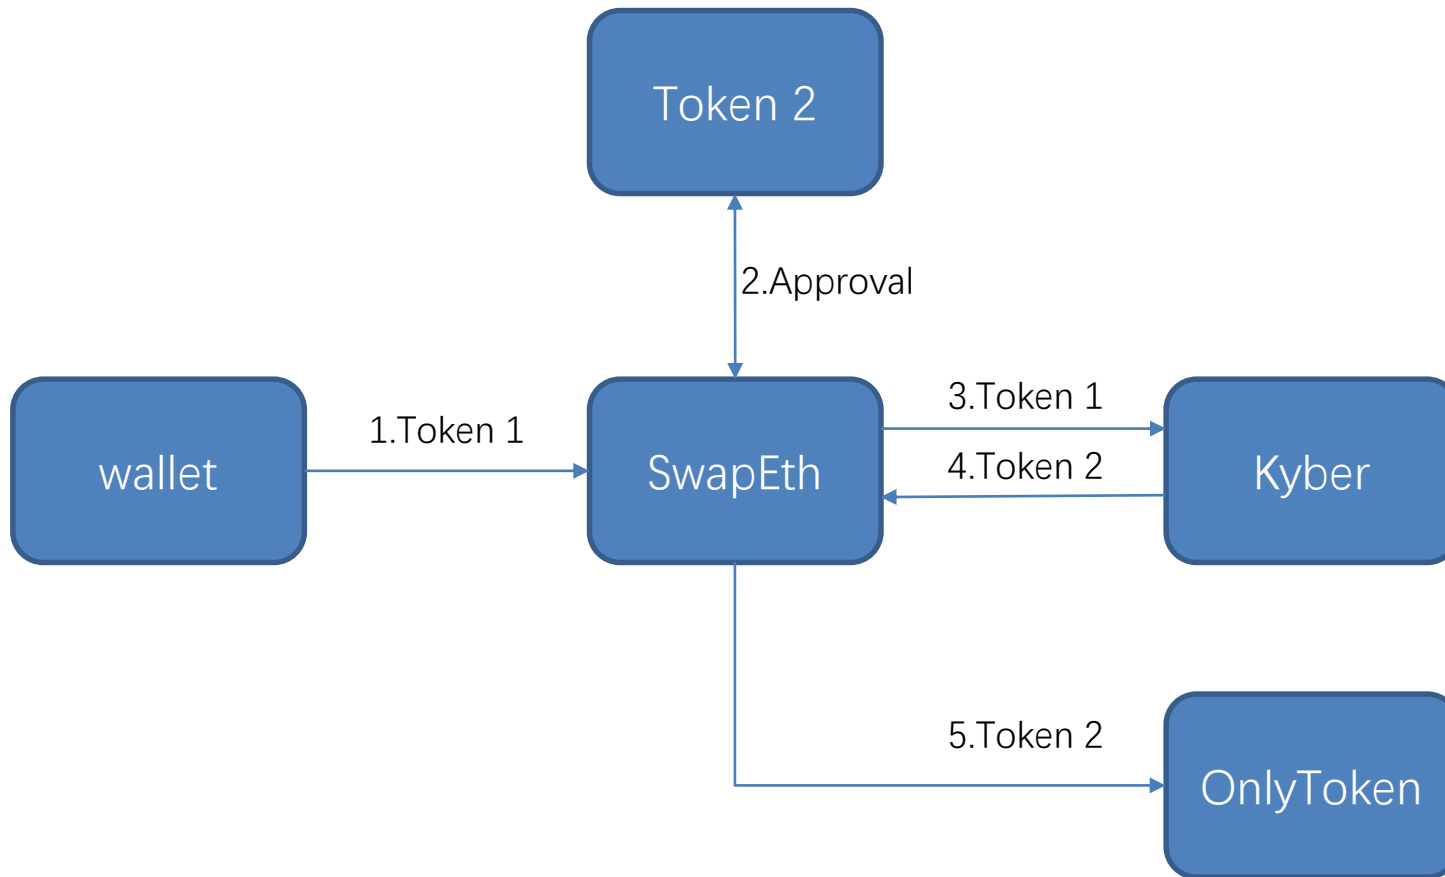 Token 2
2.Approval
wallet
1.Token 1
SwapEth
3.Token 1
4.Token 2
Kyber
5.Token 2
OnlyToken